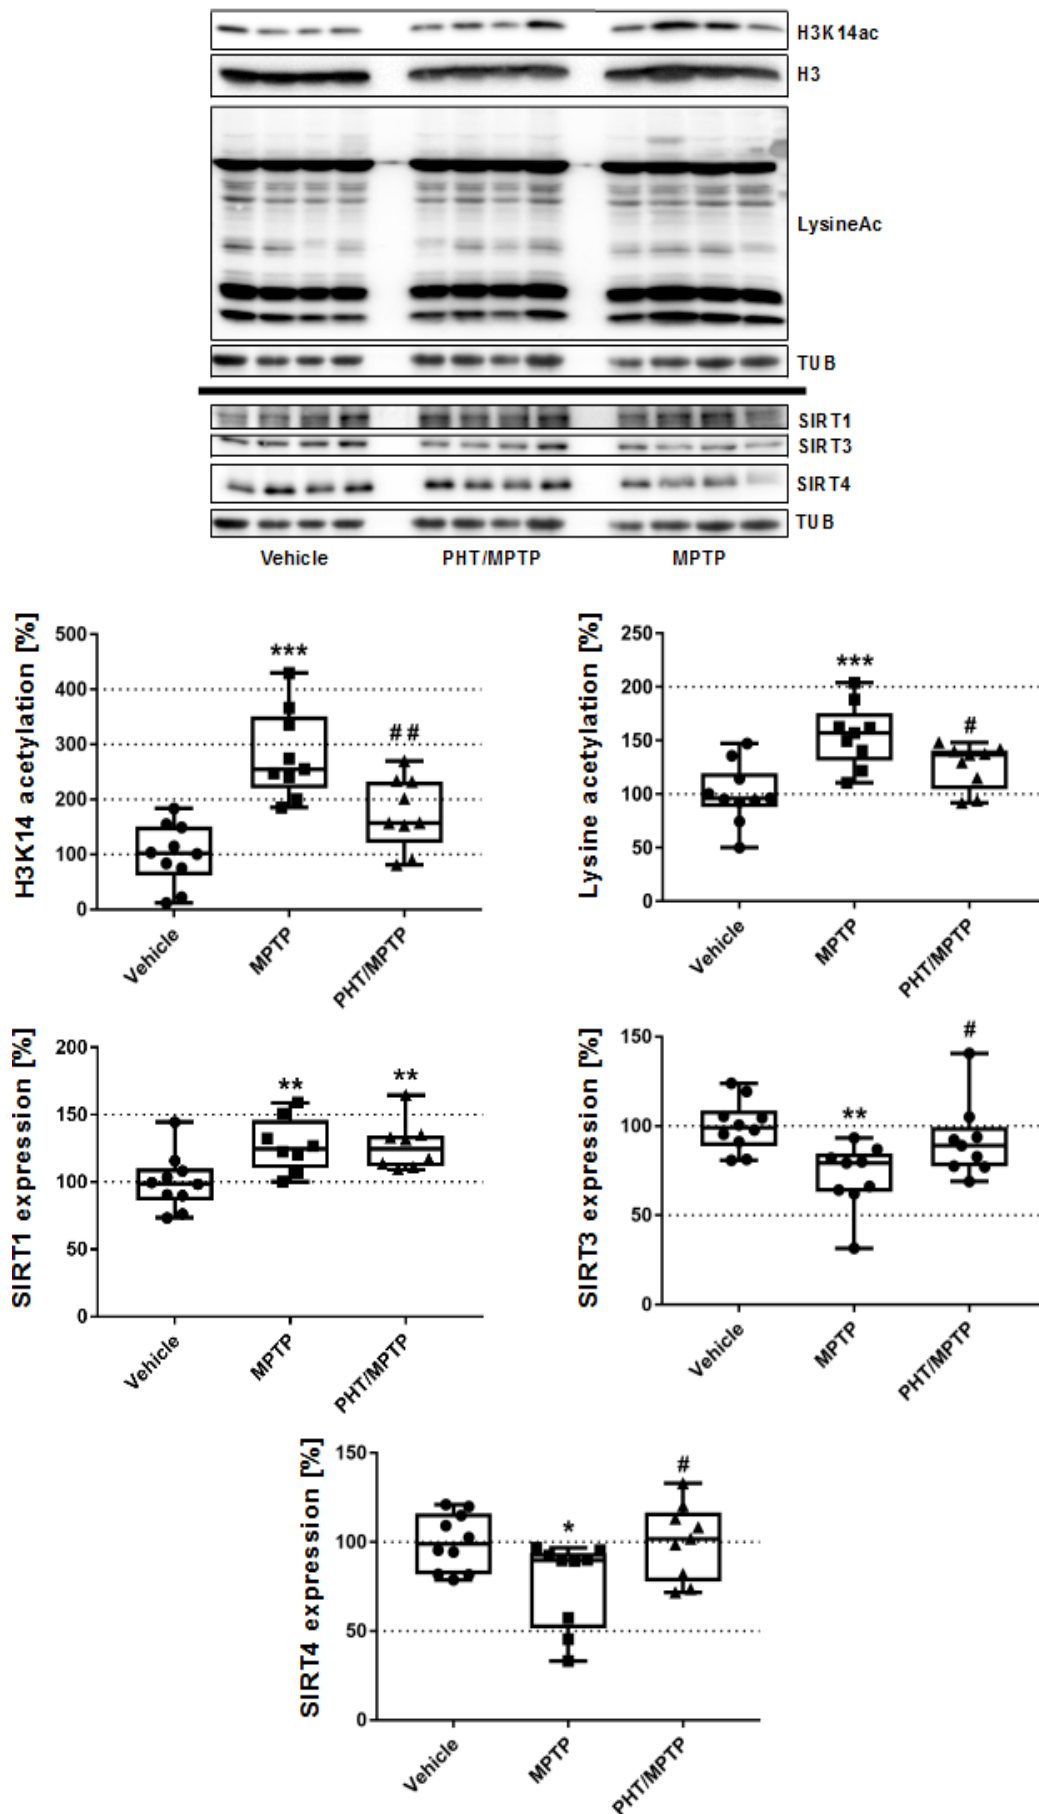 H3K14ac
H3
LysineAc
TUB
SIRT1
SIRT3
SIRT4
TUB
Vehicle PHT/MPTP MPTP
H3K14 acetylation [%]
500
400
300
200
100
0
***
##
Vehicle
MPTP
PHT/MPTP
Lysine acetylation [%]
250
200
150
100
50
0
***
#
Vehicle
MPTP
PHT/MPTP
SIRT1 expression [%]
200
150
100
50
0
**
**
Vehicle
MPTP
PHT/MPTP
SIRT3 expression [%]
150
100
50
0
**
#
Vehicle
MPTP
PHT/MPTP
SIRT4 expression [%]
150
100
50
0
*
#
Vehicle
MPTP
PHT/MPTP